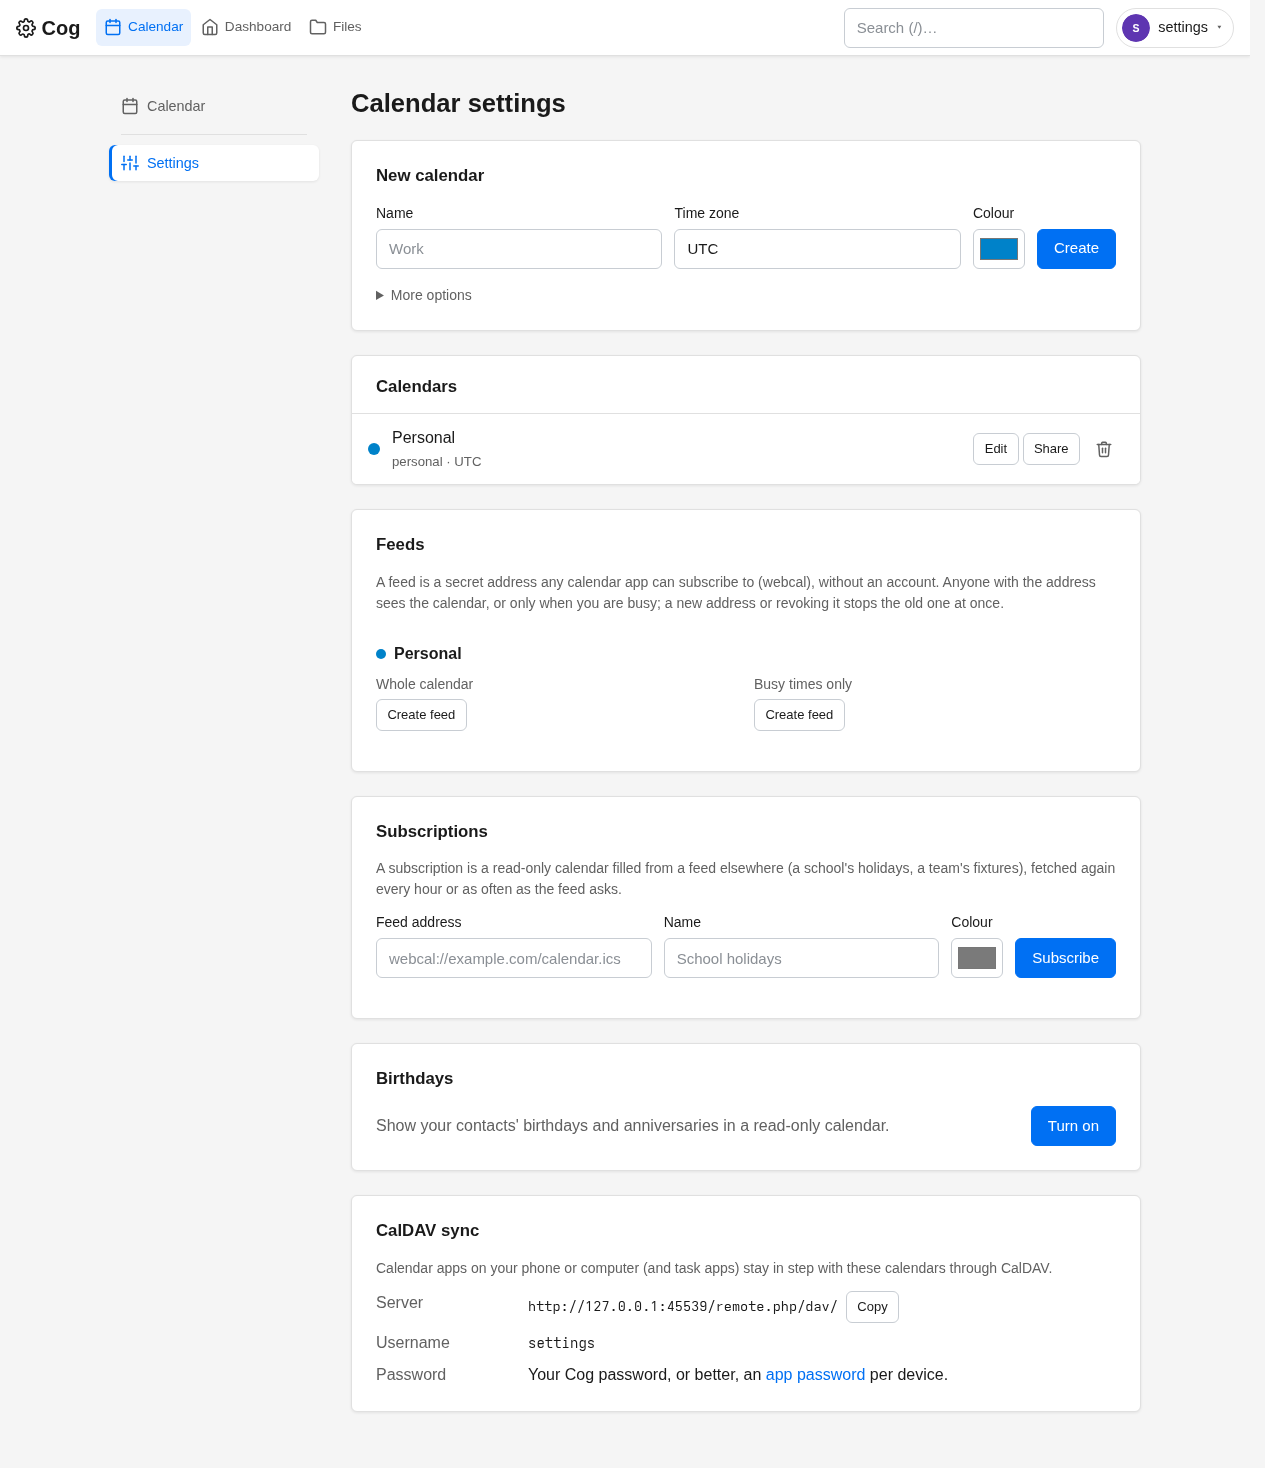 Cog
Calendar
Dashboard
Files
Search (/)…
S
settings
Calendar
Settings
Calendar settings
New calendar
Name
Time zone
Colour
Work
UTC
Create
More options
Calendars
Personal
personal · UTC
Edit
Share
Feeds
A feed is a secret address any calendar app can subscribe to (webcal), without an account. Anyone with the address
sees the calendar, or only when you are busy; a new address or revoking it stops the old one at once.
Personal
Whole calendar
Busy times only
Create feed
Create feed
Subscriptions
A subscription is a read-only calendar filled from a feed elsewhere (a school's holidays, a team's fixtures), fetched again
every hour or as often as the feed asks.
Feed address
Name
Colour
webcal://example.com/calendar.ics
School holidays
Subscribe
Birthdays
Show your contacts' birthdays and anniversaries in a read-only calendar.
Turn on
CalDAV sync
Calendar apps on your phone or computer (and task apps) stay in step with these calendars through CalDAV.
Server
http://127.0.0.1:45539/remote.php/dav/
Copy
Username
settings
Password
Your Cog password, or better, an app password per device.